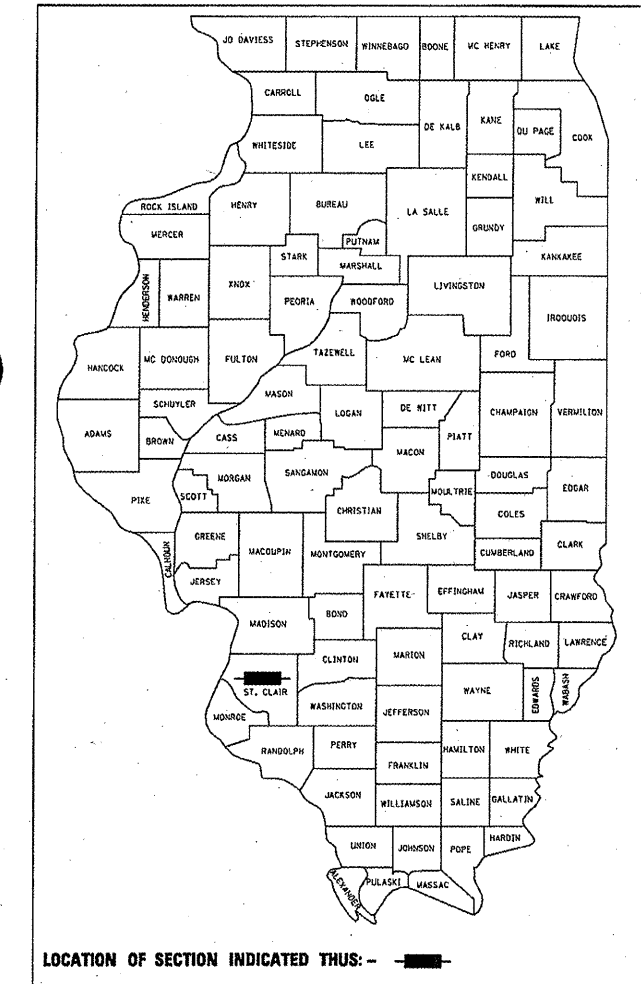 JO DAVIESS STEPHENSON WINNEBAGO BOONE MC HENRY LAKE
CARROLL OGLE
DE KALB KANE DU PAGE COOK
WHITESIDE LEE
KENDALL
ROCK ISLAND HENRY BUREAU LA SALLE WILL
MERCER PUTNAM GRUNDY
STARK MARSHALL KANKAKEE
HENDERSON WARREN KNOX PEORIA WOODFORD LIVINGSTON
IROQUOIS
HANCOCK MC DONOUGH FULTON TAZEWELL MC LEAN FORD
SCHUYLER MASON
LOGAN DE WITT CHAMPAIGN VERMILION
ADAMS BROWN CASS MENARD PIATT
MACON
PIKE SCOTT MORGAN SANGAMON DOUGLAS
MOULTRIE EDGAR
CHRISTIAN COLES
GREENE SHELBY
CALHOUN MACOUPIN MONTGOMERY CUMBERLAND CLARK
JERSEY
FAYETTE EFFINGHAM JASPER CRAWFORD
MADISON BOND
CLAY RICHLAND LAWRENCE
CLINTON MARION
ST. CLAIR WAYNE EDWARDS WABASH
MONROE WASHINGTON JEFFERSON
RANDOLPH PERRY HAMILTON WHITE
FRANKLIN
JACKSON WILLIAMSON SALINE GALLATIN
UNION JOHNSON POPE HARDIN
ALEXANDER PULASKI MASSAC
LOCATION OF SECTION INDICATED THUS: -